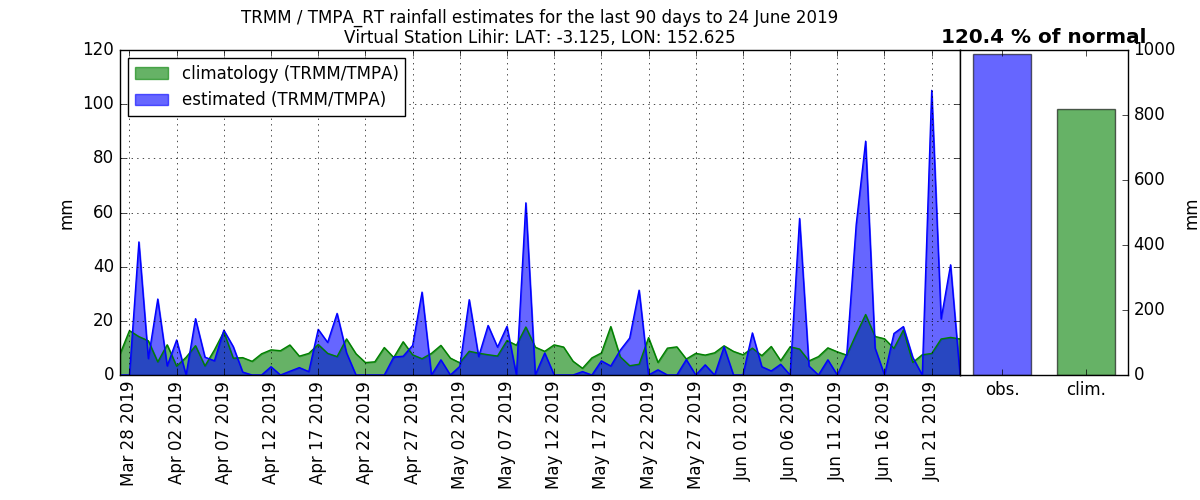 TRMM / TMPA_RT rainfall estimates for the last 90 days to 24 June 2019
Virtual Station Lihir: LAT: -3.125, LON: 152.625
120.4 % of normal
climatology (TRMM/TMPA)
estimated (TRMM/TMPA)
mm
120
100
80
60
40
20
0
Mar 28 2019
Apr 02 2019
Apr 07 2019
Apr 12 2019
Apr 17 2019
Apr 22 2019
Apr 27 2019
May 02 2019
May 07 2019
May 12 2019
May 17 2019
May 22 2019
May 27 2019
Jun 01 2019
Jun 06 2019
Jun 11 2019
Jun 16 2019
Jun 21 2019
obs.
clim.
1000
800
600
400
200
0
mm